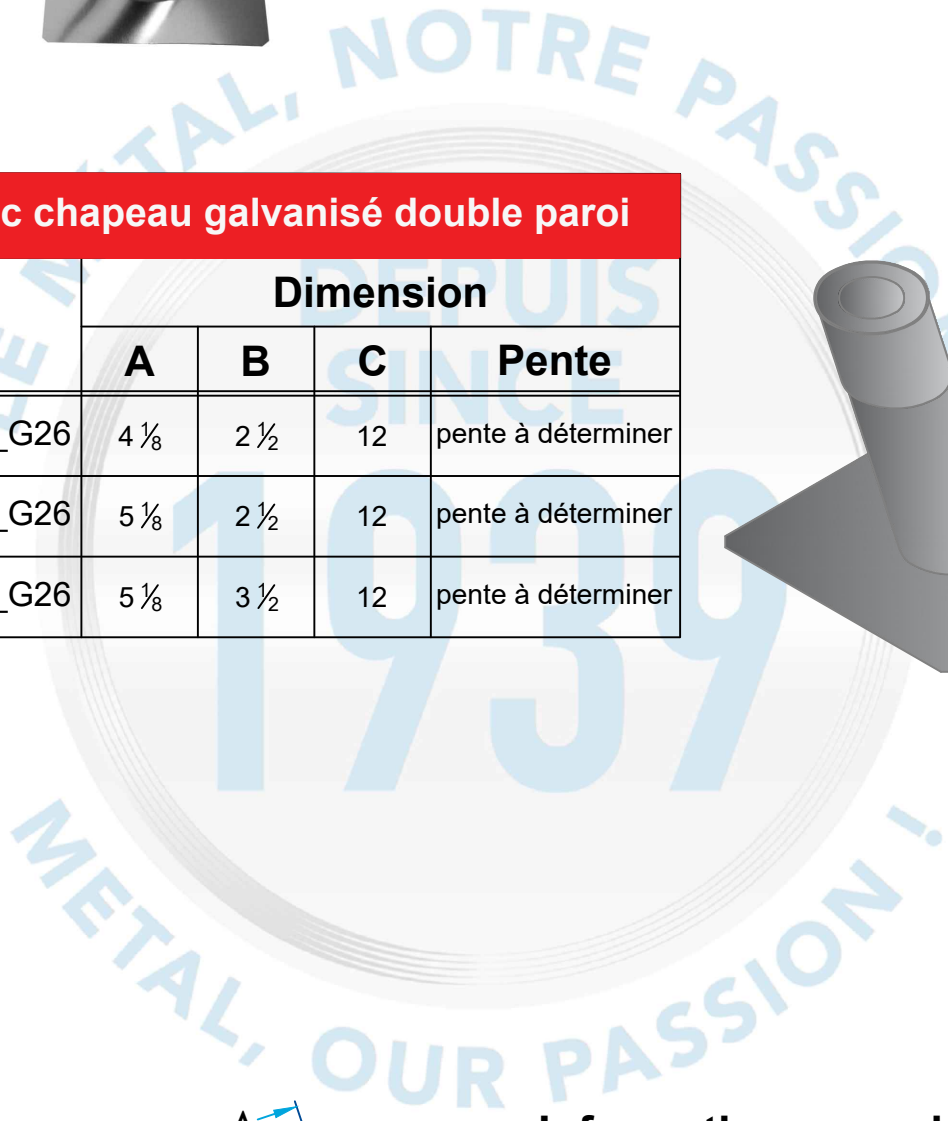 LE MÉTAL, NOTRE PASSION
c chapeau galvanisé double paroi
Dimension
A B C Pente
_G26 4 ⅛ 2 ½ 12 pente à déterminer
_G26 5 ⅛ 2 ½ 12 pente à déterminer
_G26 5 ⅛ 3 ½ 12 pente à déterminer
DEPUIS
SINCE
1939
METAL, OUR PASSION !
A